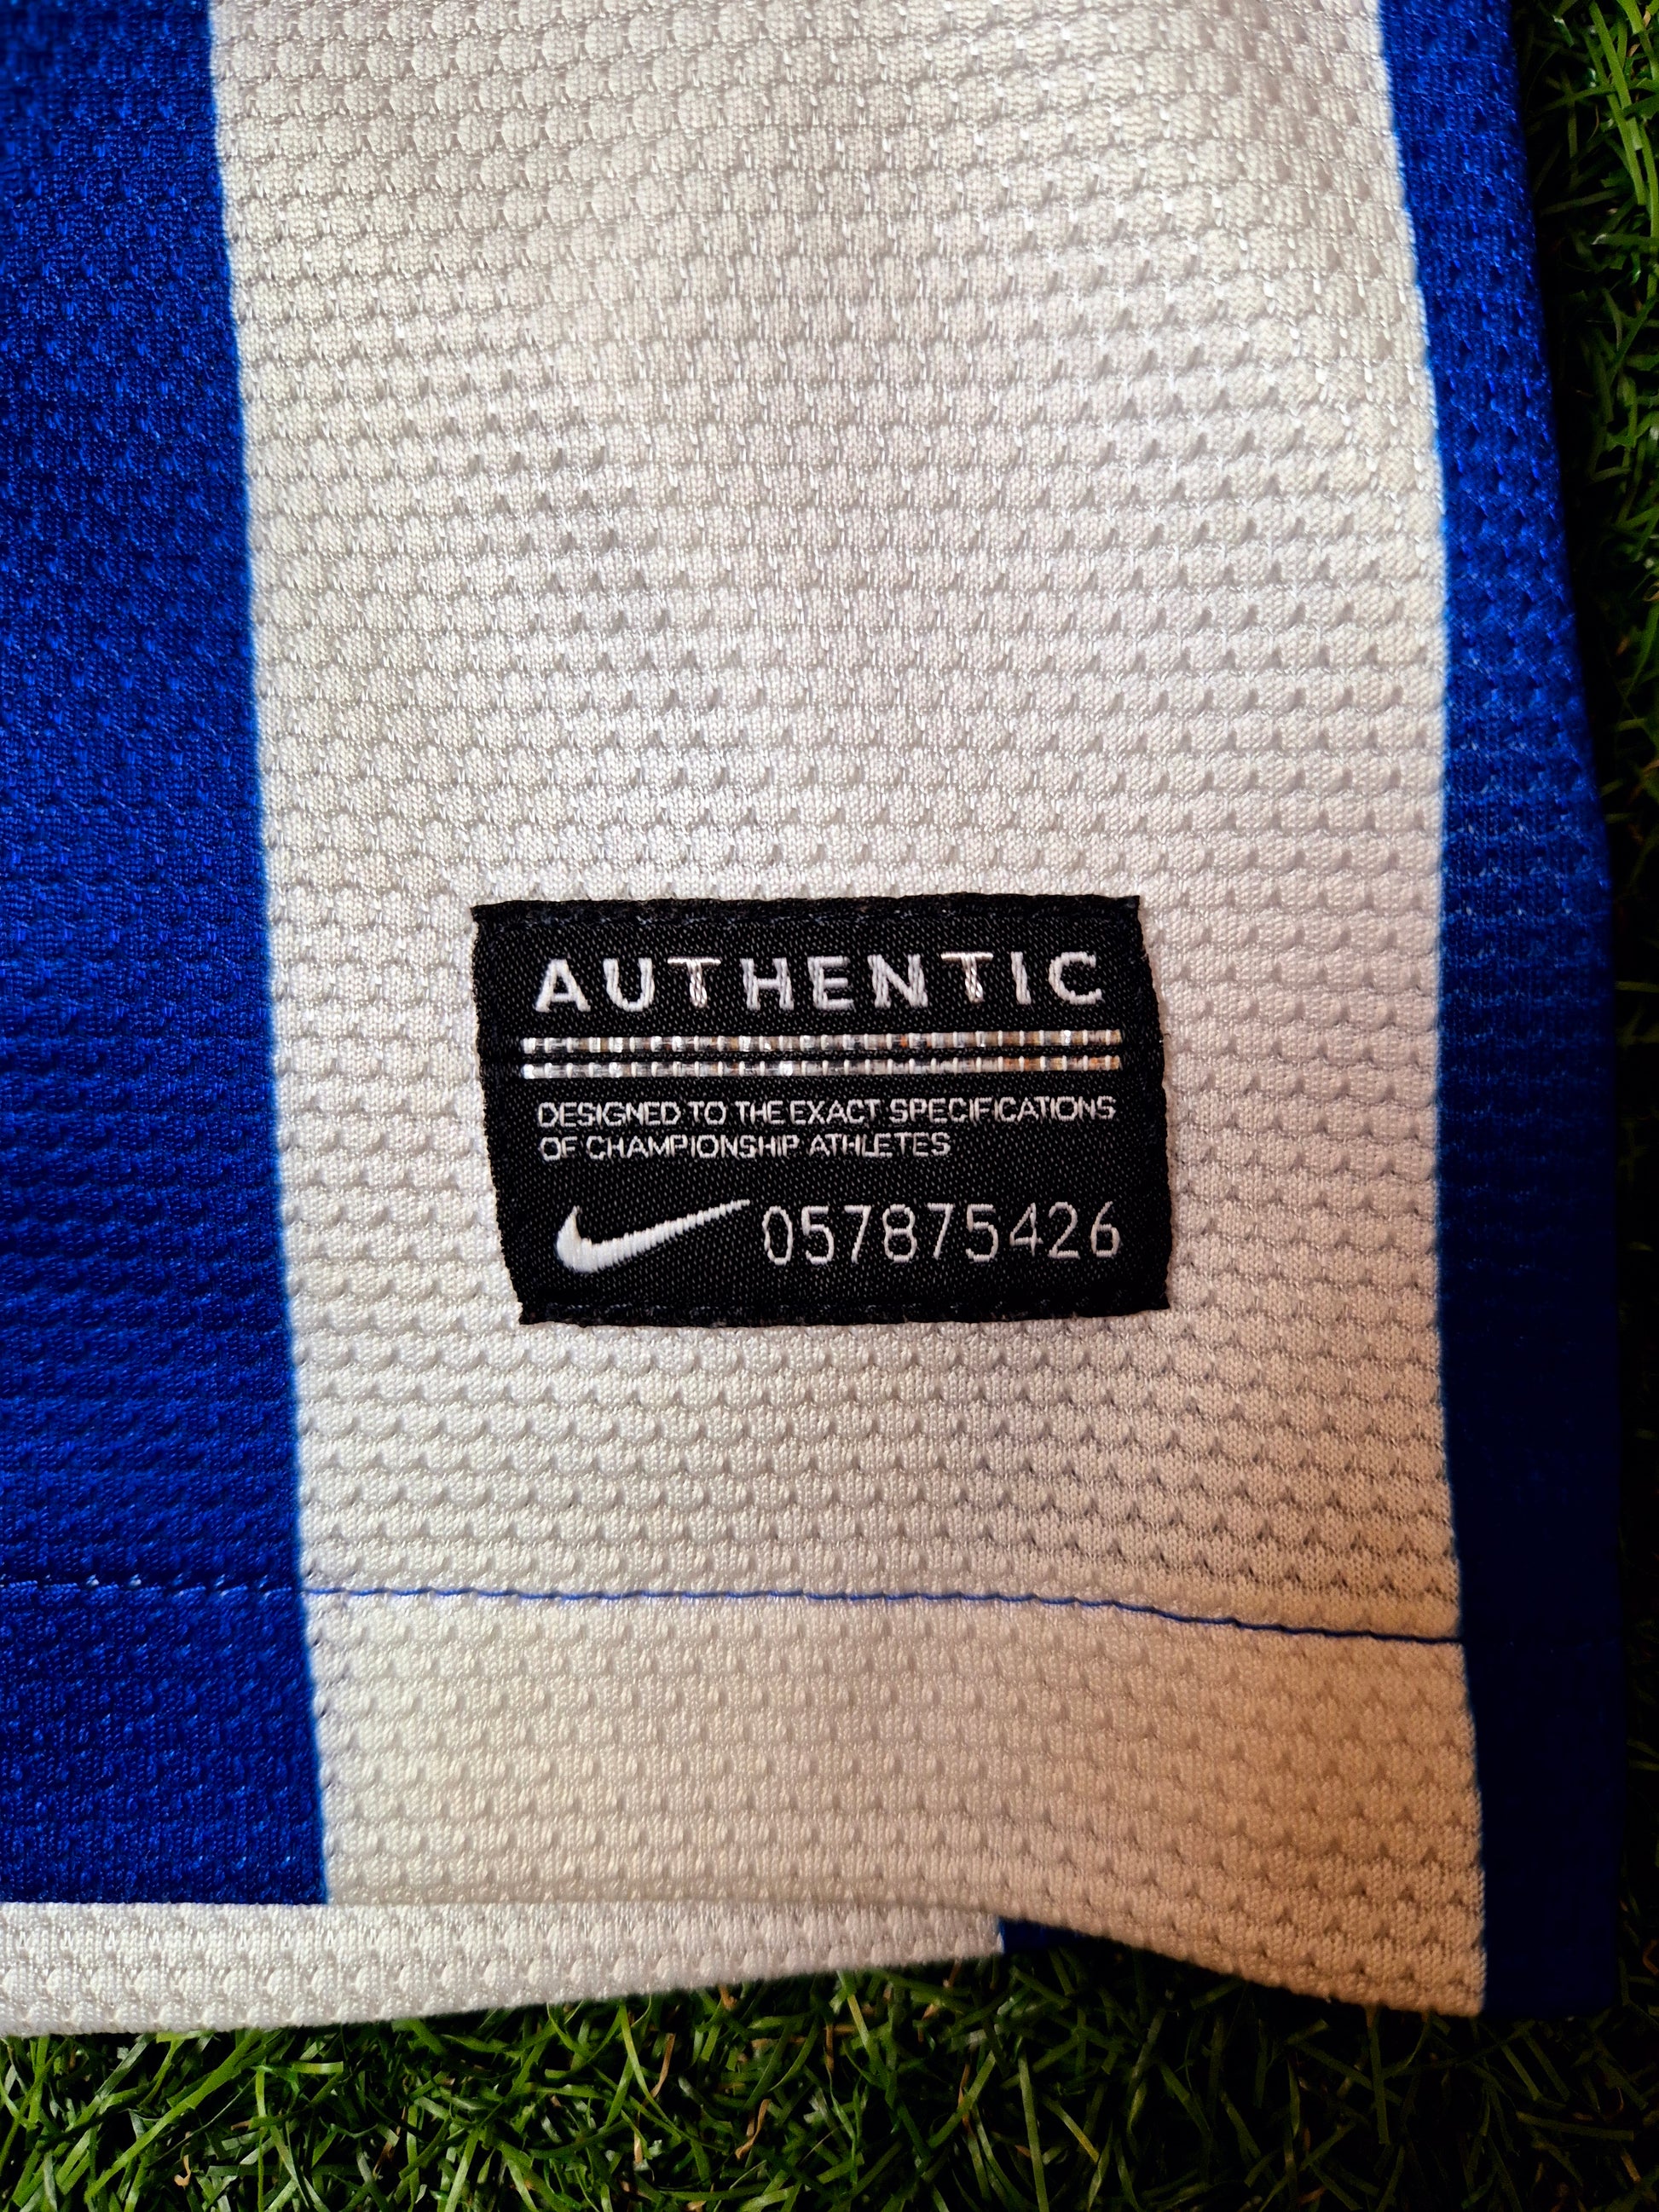 AUTHENTIC
DESIGNED TO THE EXACT SPECIFICATIONS
OF CHAMPIONSHIP ATHLETES
057875426